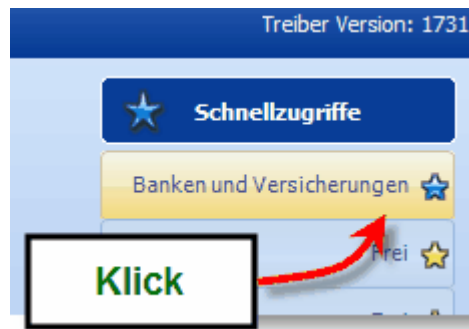 Treiber Version: 1731
Schnellzugriffe
Banken und Versicherungen
Frei
Klick